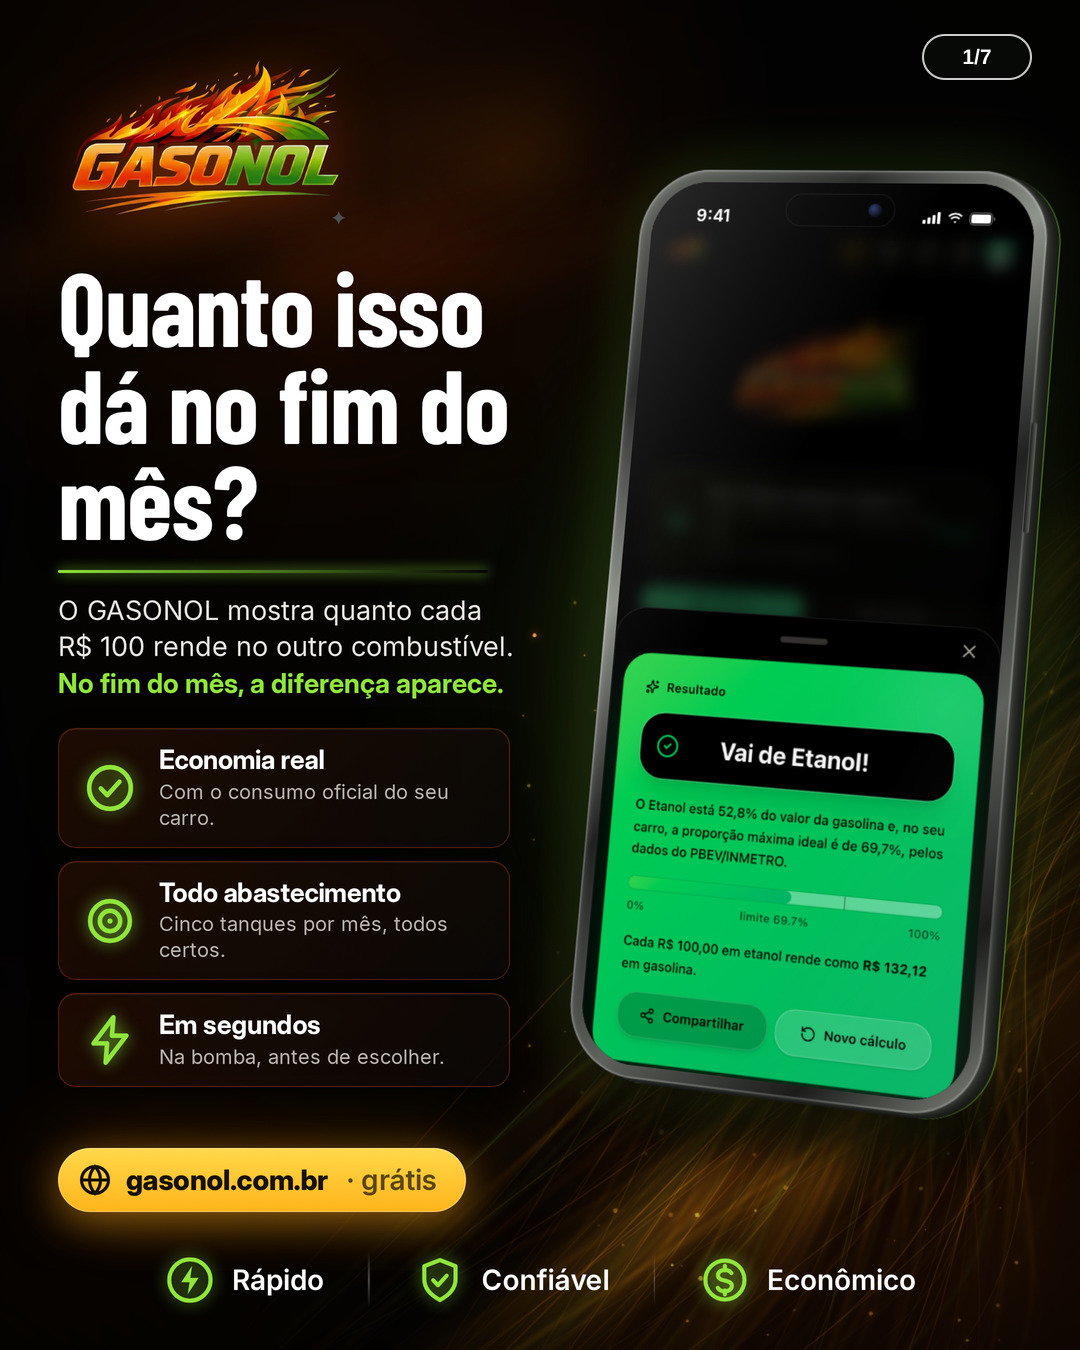 1/7
GASONOL
Quanto isso
dá no fim do
mês?
O GASONOL mostra quanto cada
R$ 100 rende no outro combustível.
No fim do mês, a diferença aparece.
Economia real
Com o consumo oficial do seu
carro.
Todo abastecimento
Cinco tanques por mês, todos
certos.
Em segundos
Na bomba, antes de escolher.
gasonol.com.br · grátis
9:41
Resultado
Vai de Etanol!
O Etanol está 52,8% do valor da gasolina e, no seu
carro, a proporção máxima ideal é de 69,7%, pelos
dados do PBEV/INMETRO.
0%
limite 69.7%
100%
Cada R$ 100,00 em etanol rende como R$ 132,12
em gasolina.
Compartilhar
Novo cálculo
Rápido
Confiável
Econômico